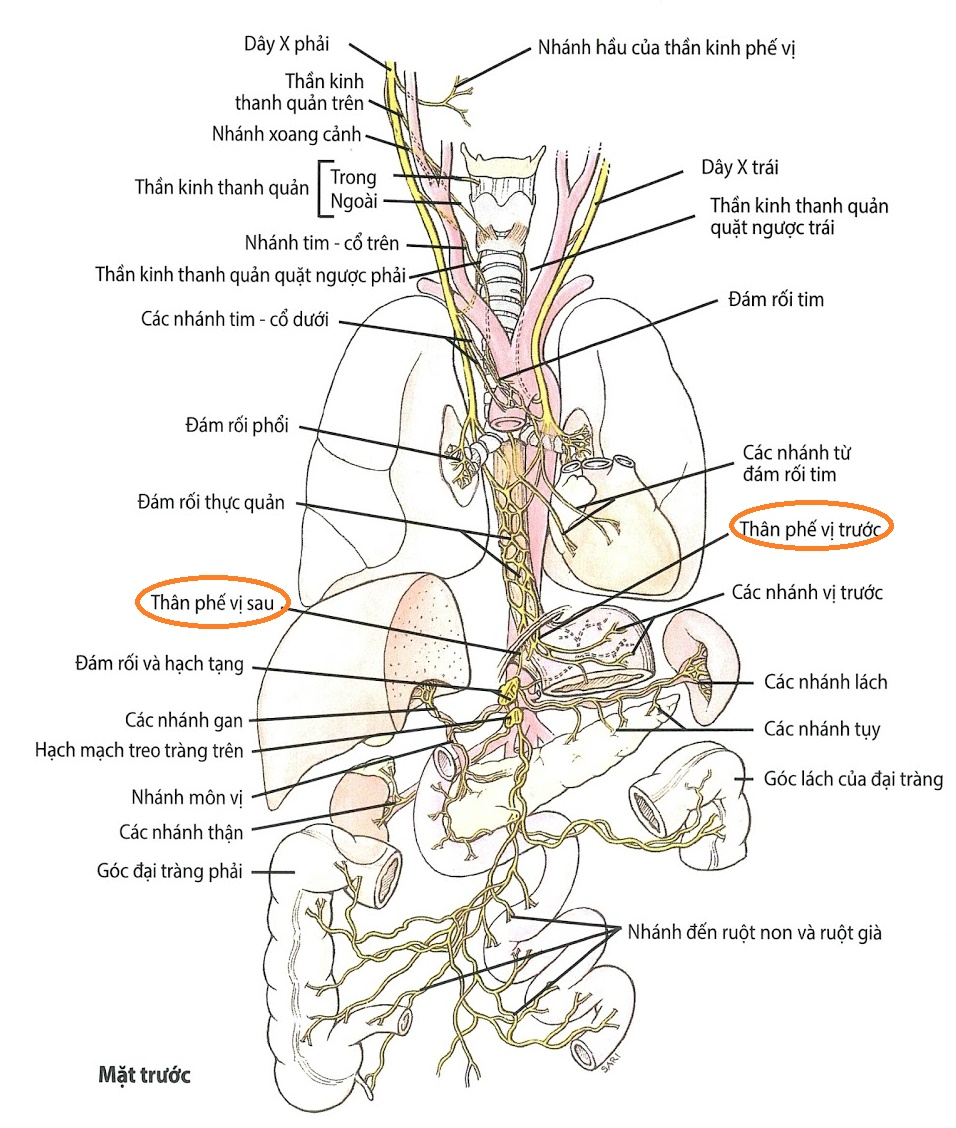 Dây X phải
Nhánh hầu của thần kinh phế vị
Thần kinh
thanh quản trên
Nhánh xoang cảnh
Thần kinh thanh quản
Trong
Ngoài
Dây X trái
Thần kinh thanh quản
quặt ngược trái
Nhánh tim - cổ trên
Thần kinh thanh quản quặt ngược phải
Đám rối tim
Các nhánh tim - cổ dưới
Đám rối phổi
Các nhánh từ
đám rối tim
Đám rối thực quản
Thân phế vị trước
Thân phế vị sau
Các nhánh vị trước
Đám rối và hạch tạng
Các nhánh lách
Các nhánh gan
Các nhánh tụy
Hạch mạch treo tràng trên
Góc lách của đại tràng
Nhánh môn vị
Các nhánh thận
Góc đại tràng phải
Nhánh đến ruột non và ruột già
SARI
Mặt trước